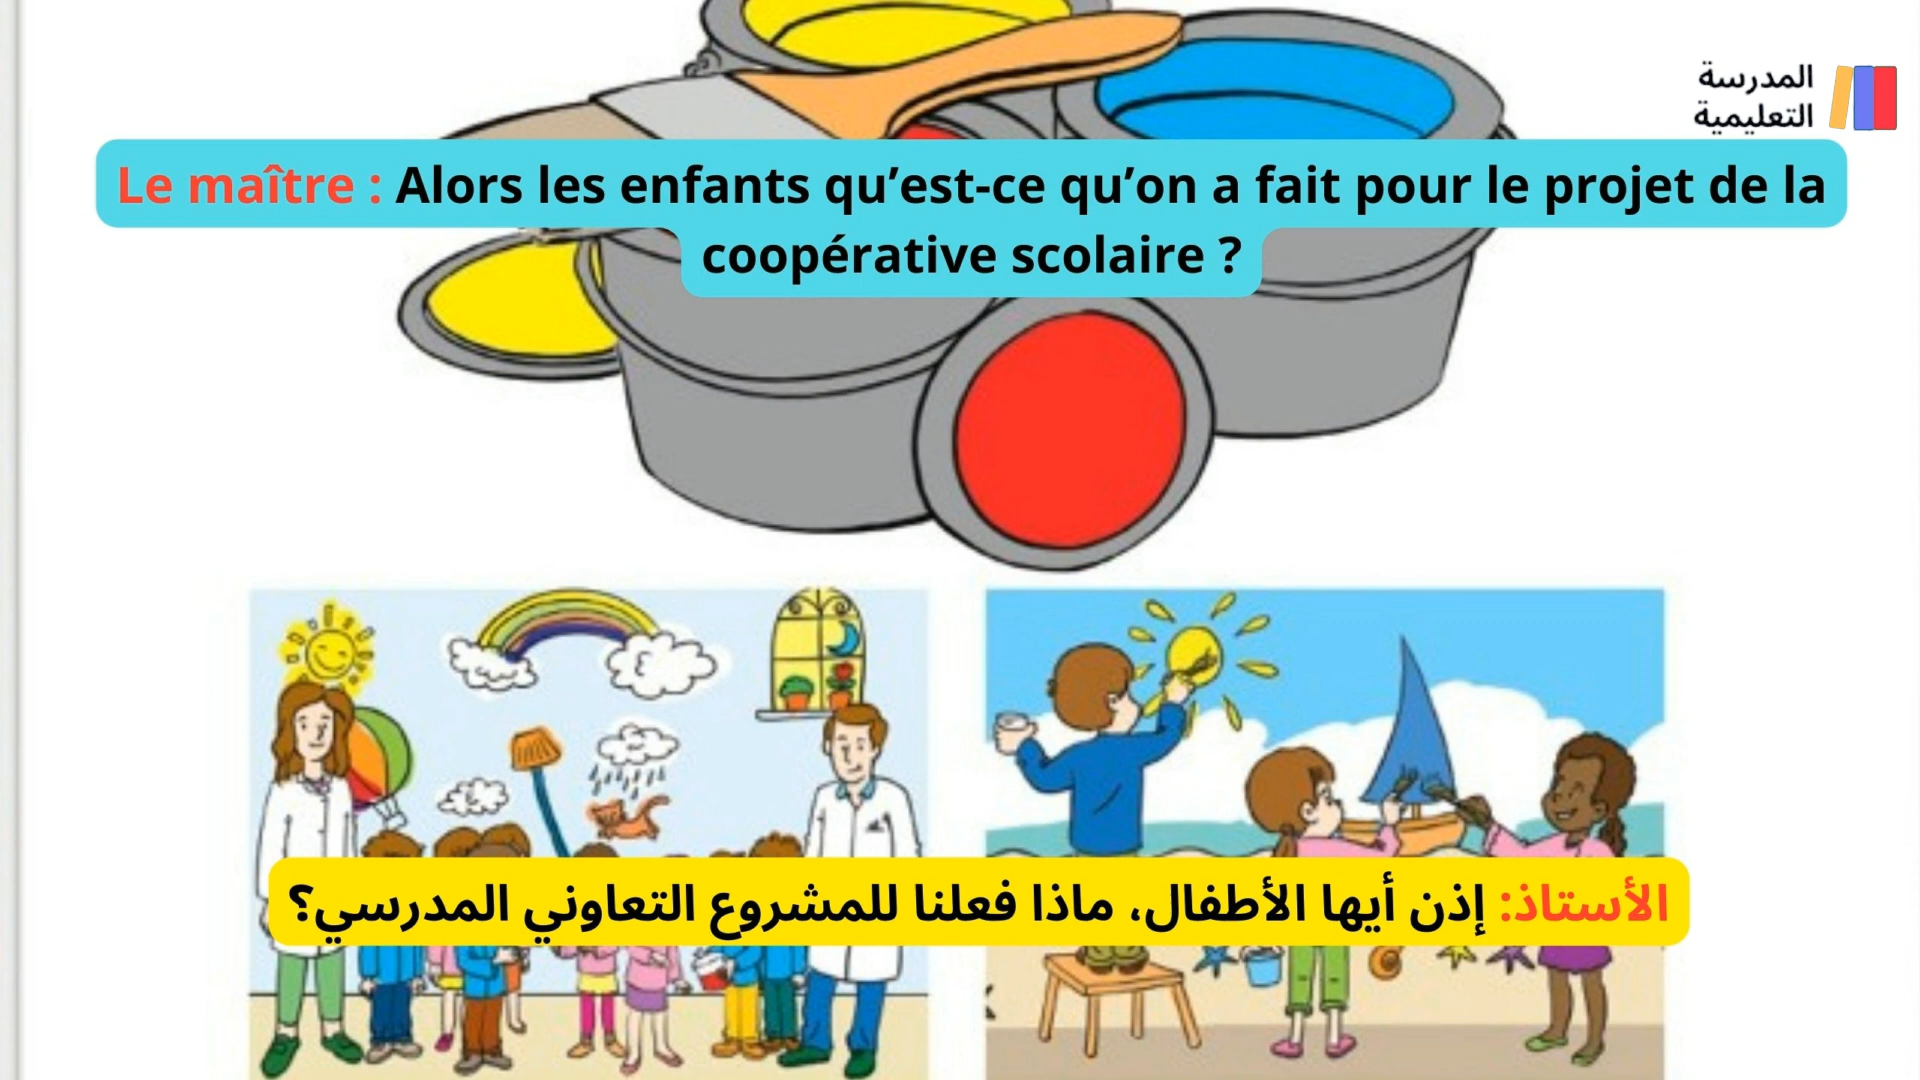 المدرسة
التعليمية
Le maître : Alors les enfants qu’est-ce qu’on a fait pour le projet de la
coopérative scolaire ?
الأستاذ: إذن أيها الأطفال، ماذا فعلنا للمشروع التعاوني المدرسي؟